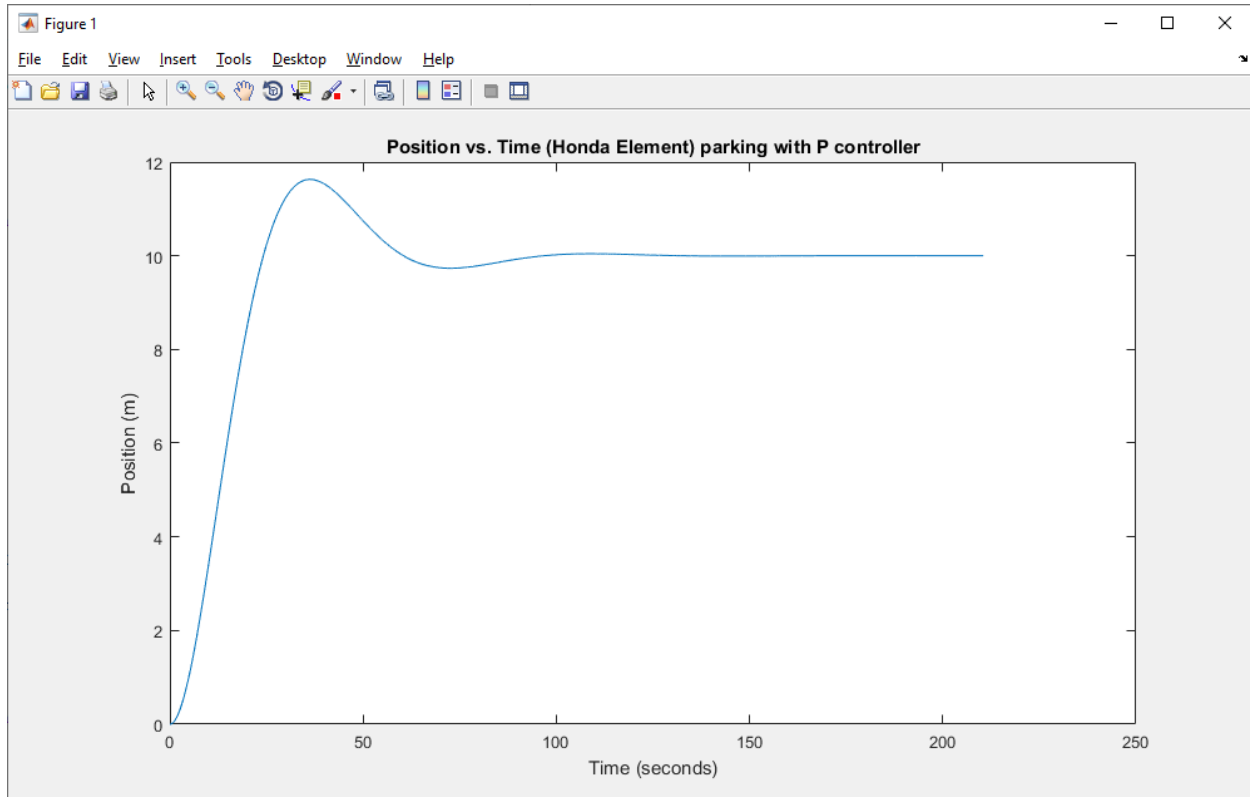 Figure 1
File Edit View Insert Tools Desktop Window Help
Position vs. Time (Honda Element) parking with P controller
12
10
8
6
4
2
0
Position (m)
0 50 100 150 200 250
Time (seconds)